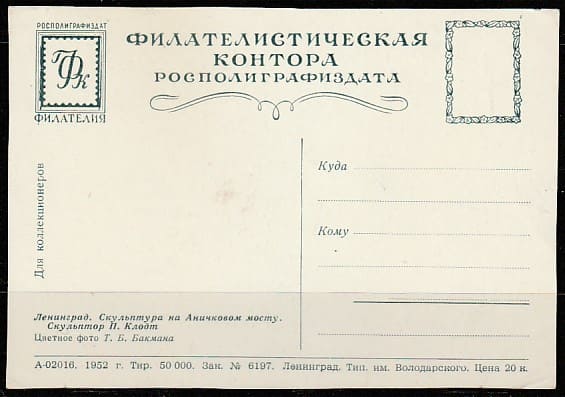 РОСПОЛИГРАФИЗДАТ
ФК
ФИЛАТЕЛИЯ
ФИЛАТЕЛИСТИЧЕСКАЯ
КОНТОРА
РОСПОЛИГРАФИЗДАТА
Для коллекционеров
Куда
Кому
Ленинград. Скульптура на Аничковом мосту.
Скульптор П. Клодт
Цветное фото Т. Б. Бакмана
А-02016. 1952 г. Тир. 50 000. Зак. № 6197. Ленинград. Тип. им. Володарского. Цена 20 к.